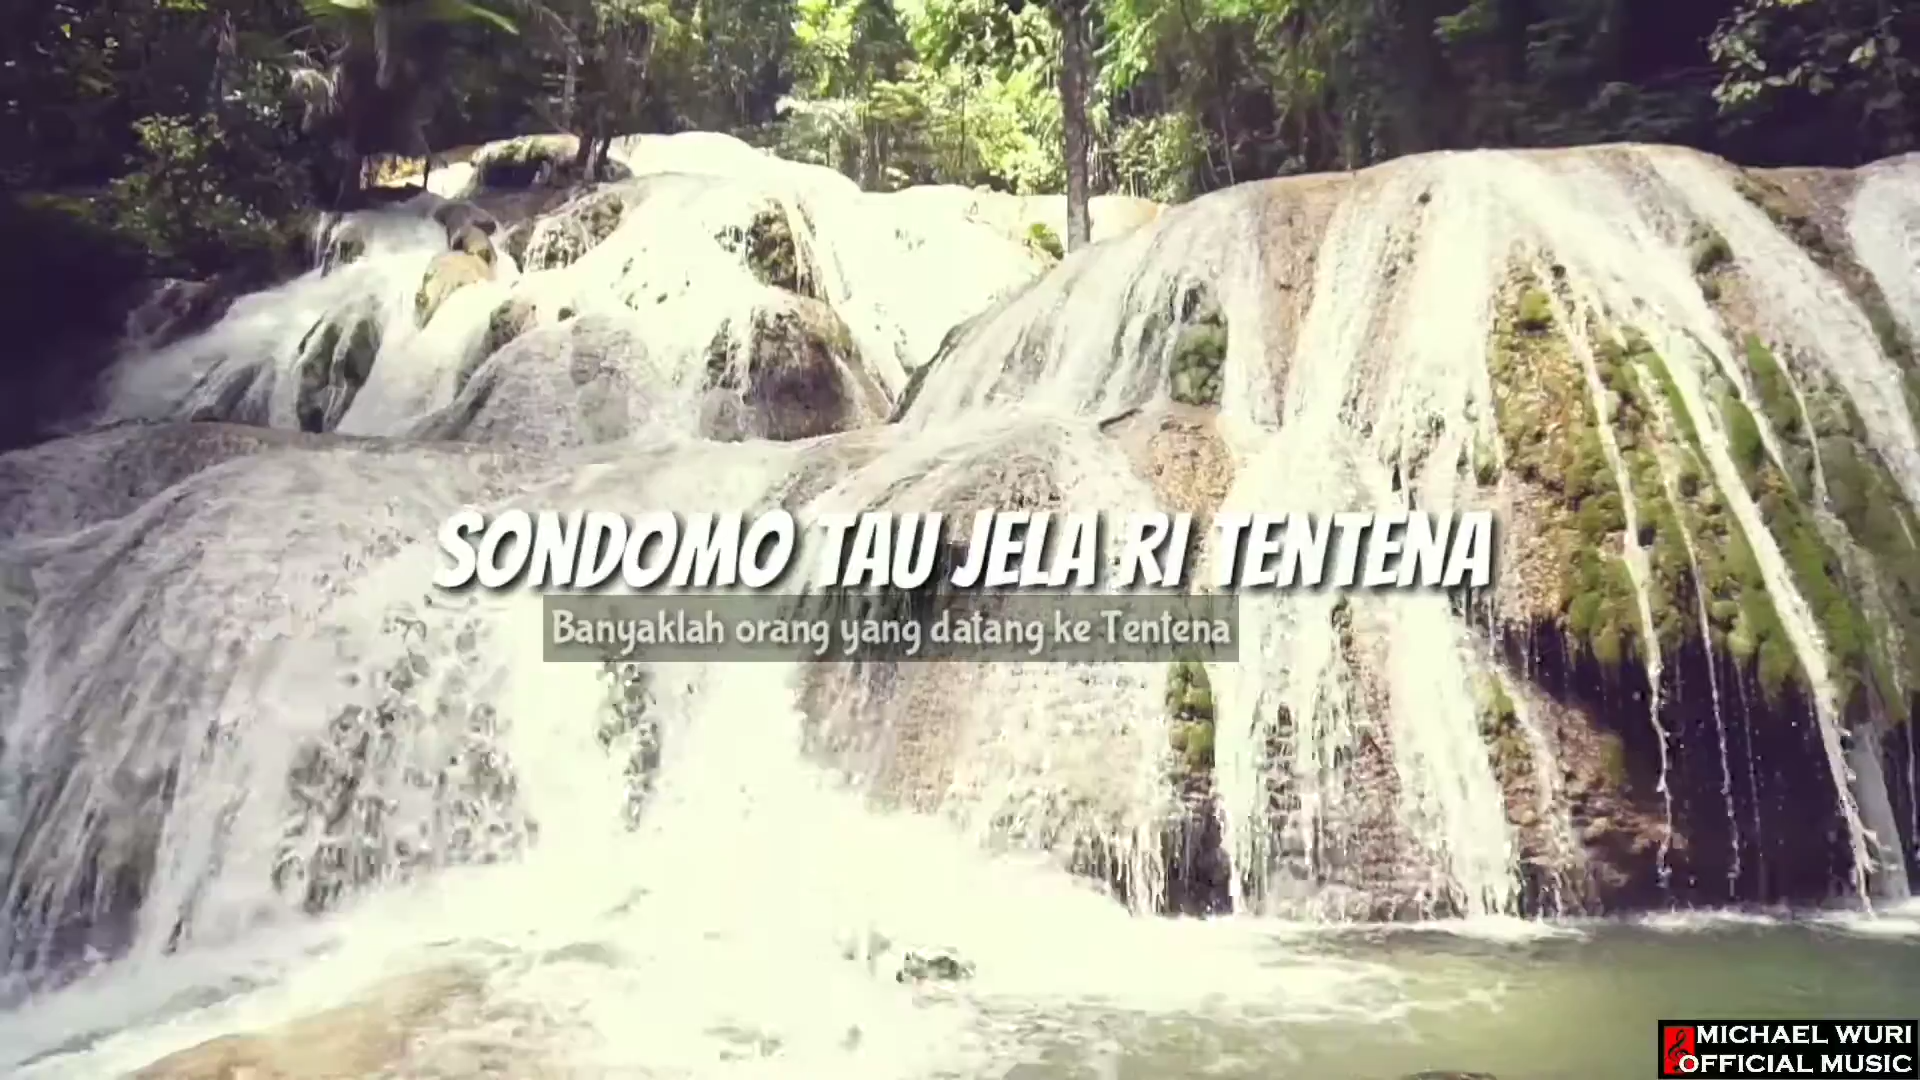 SONDOMO TAU JELA RI TENTENA
Banyaklah orang yang datang ke Tentena
MICHAEL WURI
OFFICIAL MUSIC